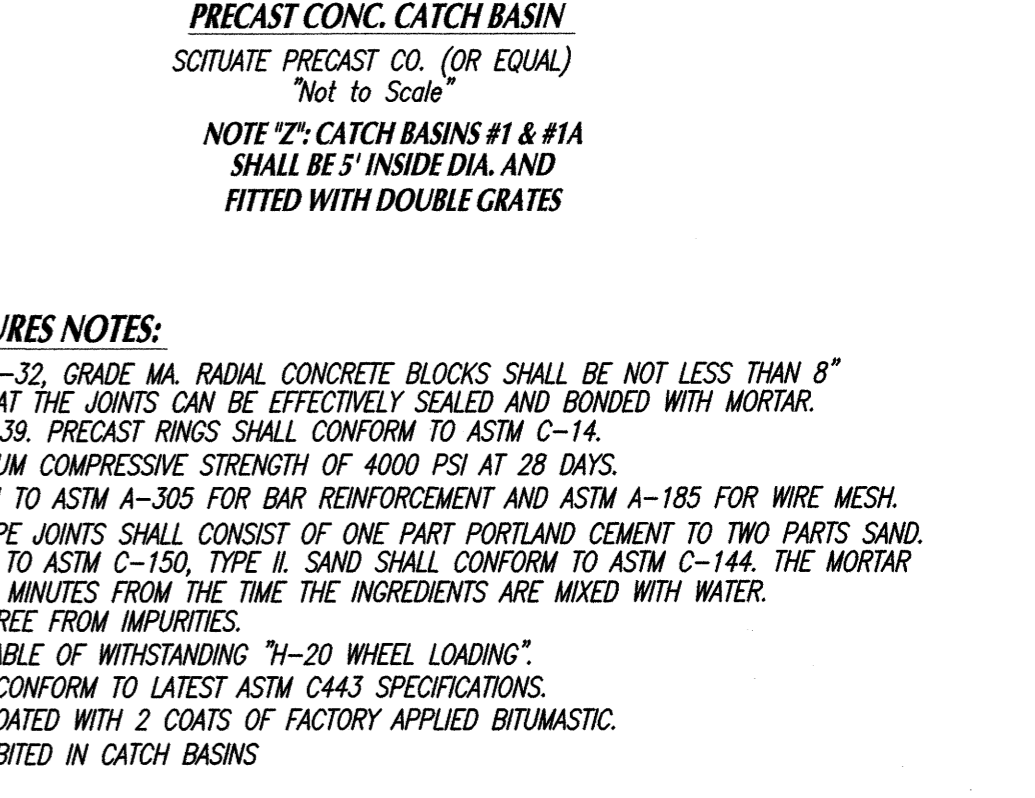 PRECAST CONC. CATCH BASIN
SCITUATE PRECAST CO. (OR EQUAL)
"Not to Scale"
NOTE "Z": CATCH BASINS #1 & #1A
SHALL BE 5' INSIDE DIA. AND
FITTED WITH DOUBLE GRATES
URES NOTES:
-32, GRADE MA. RADIAL CONCRETE BLOCKS SHALL BE NOT LESS THAN 8"
AT THE JOINTS CAN BE EFFECTIVELY SEALED AND BONDED WITH MORTAR.
39. PRECAST RINGS SHALL CONFORM TO ASTM C-14.
UM COMPRESSIVE STRENGTH OF 4000 PSI AT 28 DAYS.
TO ASTM A-305 FOR BAR REINFORCEMENT AND ASTM A-185 FOR WIRE MESH.
PE JOINTS SHALL CONSIST OF ONE PART PORTLAND CEMENT TO TWO PARTS SAND.
TO ASTM C-150, TYPE II. SAND SHALL CONFORM TO ASTM C-144. THE MORTAR
MINUTES FROM THE TIME THE INGREDIENTS ARE MIXED WITH WATER.
REE FROM IMPURITIES.
ABLE OF WITHSTANDING "H-20 WHEEL LOADING".
CONFORM TO LATEST ASTM C443 SPECIFICATIONS.
OATED WITH 2 COATS OF FACTORY APPLIED BITUMASTIC.
BITED IN CATCH BASINS